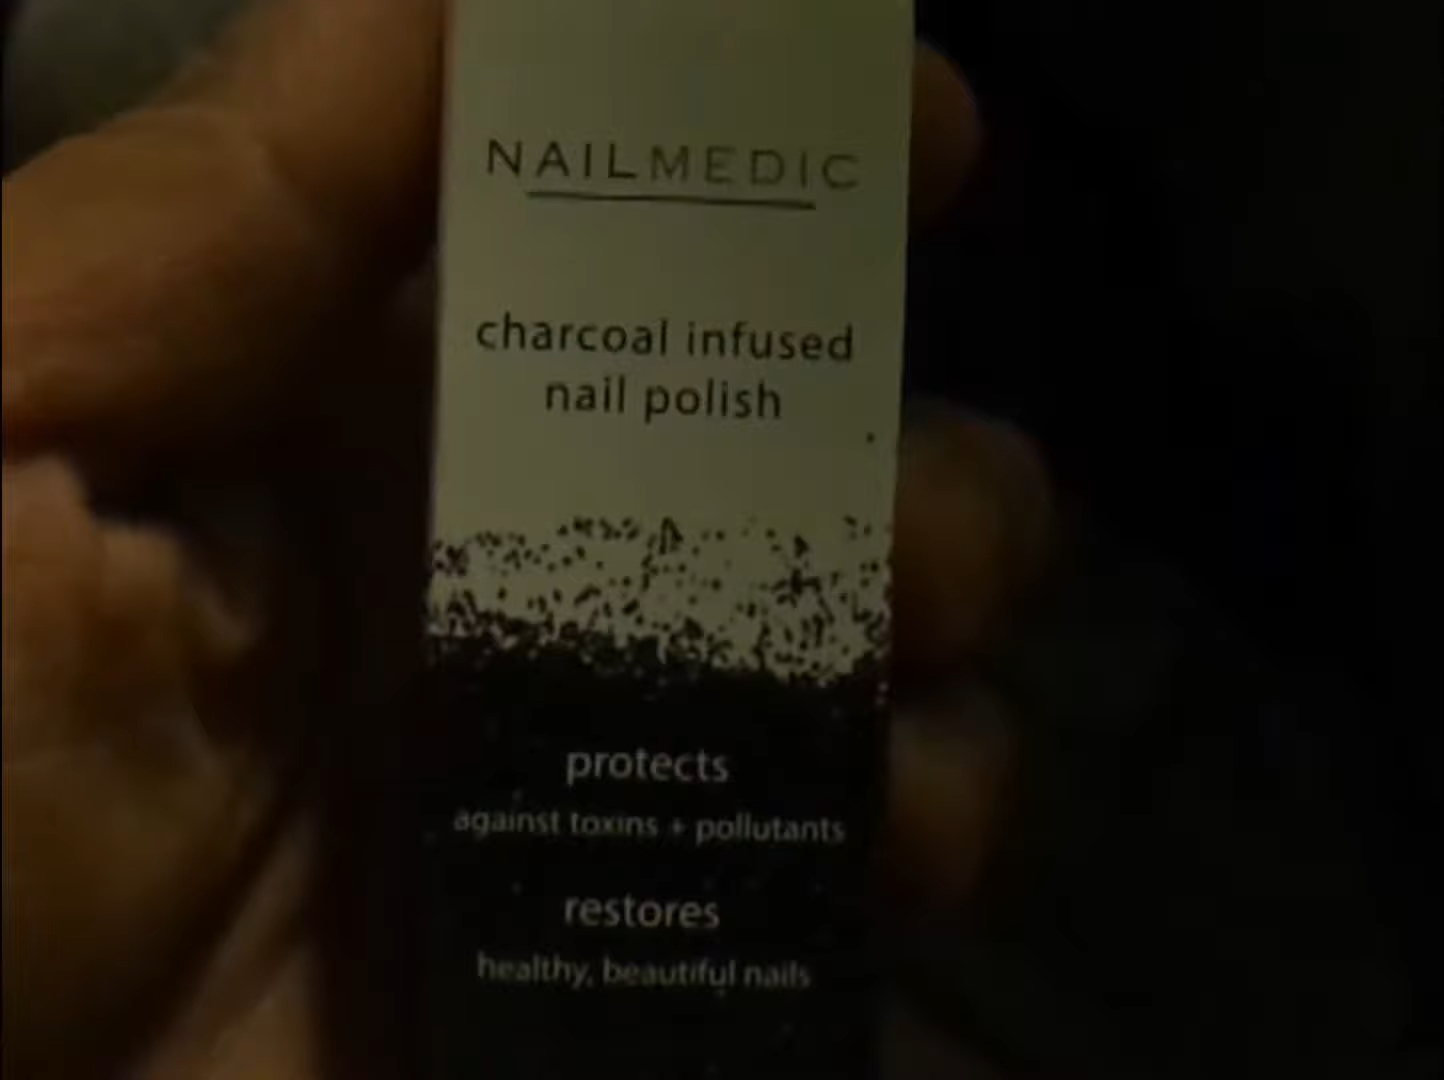 NAILMEDIC
charcoal infused
nail polish
protects
against toxins + pollutants
restores
healthy, beautiful nails